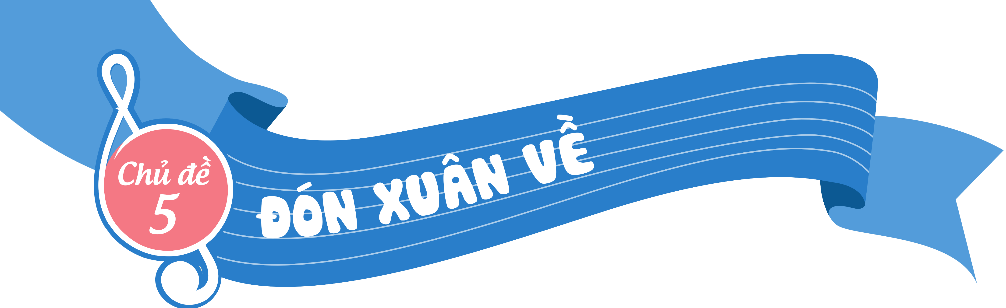 Chủ đề
5
ĐÓN XUÂN VỀ